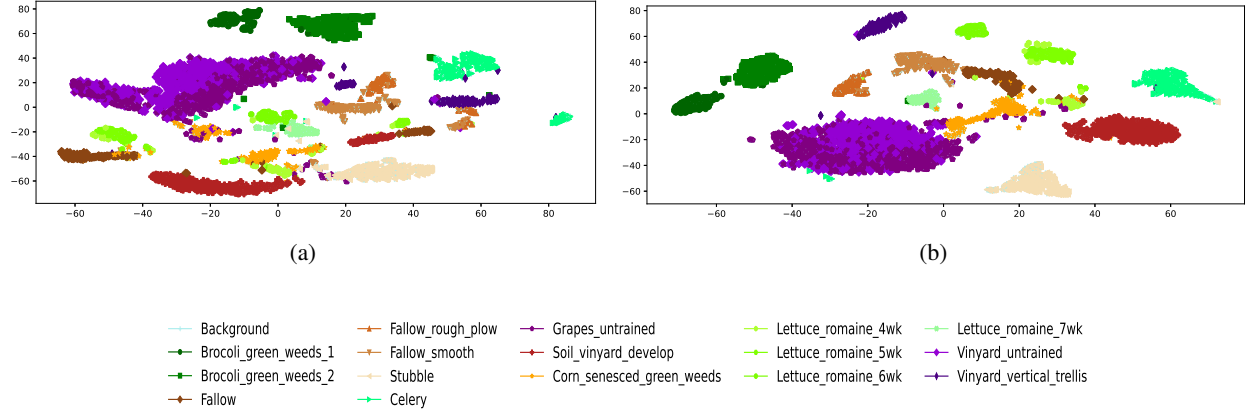 80
60
40
20
0
−20
−40
−60
−60 −40 −20 0 20 40 60 80
(a)
80
60
40
20
0
−20
−40
−60
−60 −40 −20 0 20 40 60
(b)
Background
Brocoli_green_weeds_1
Brocoli_green_weeds_2
Fallow
Fallow_rough_plow
Fallow_smooth
Stubble
Celery
Grapes_untrained
Soil_vinyard_develop
Corn_senesced_green_weeds
Lettuce_romaine_4wk
Lettuce_romaine_5wk
Lettuce_romaine_6wk
Lettuce_romaine_7wk
Vinyard_untrained
Vinyard_vertical_trellis